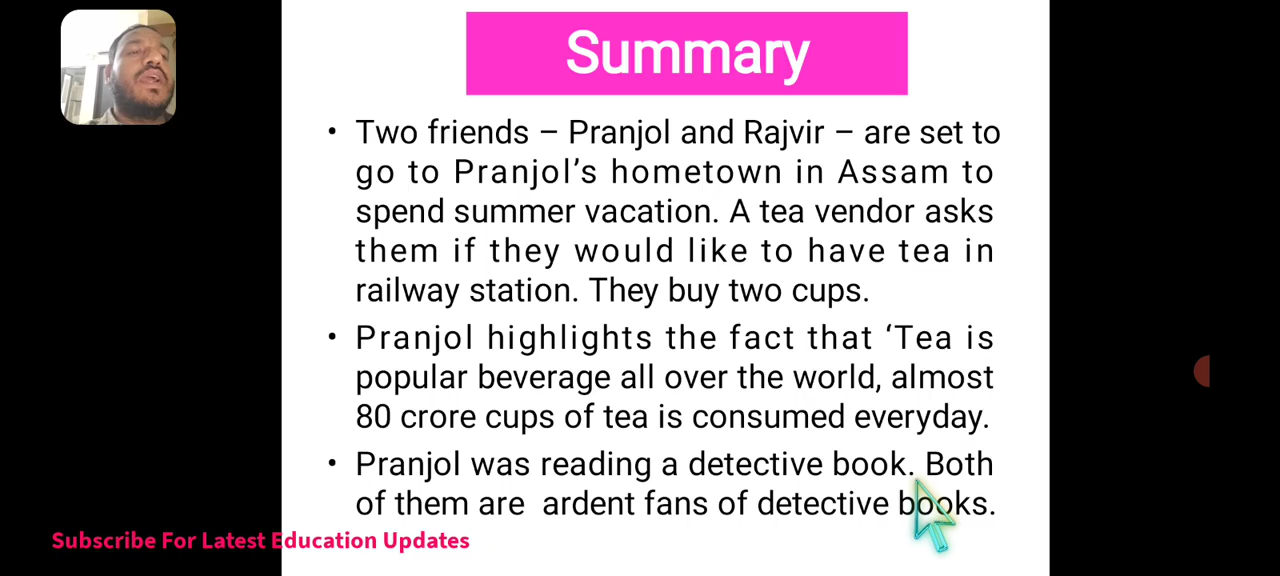 Summary
• Two friends – Pranjol and Rajvir – are set to
go to Pranjol’s hometown in Assam to
spend summer vacation. A tea vendor asks
them if they would like to have tea in
railway station. They buy two cups.
• Pranjol highlights the fact that ‘Tea is
popular beverage all over the world, almost
80 crore cups of tea is consumed everyday.
• Pranjol was reading a detective book. Both
of them are ardent fans of detective books.
Subscribe For Latest Education Updates